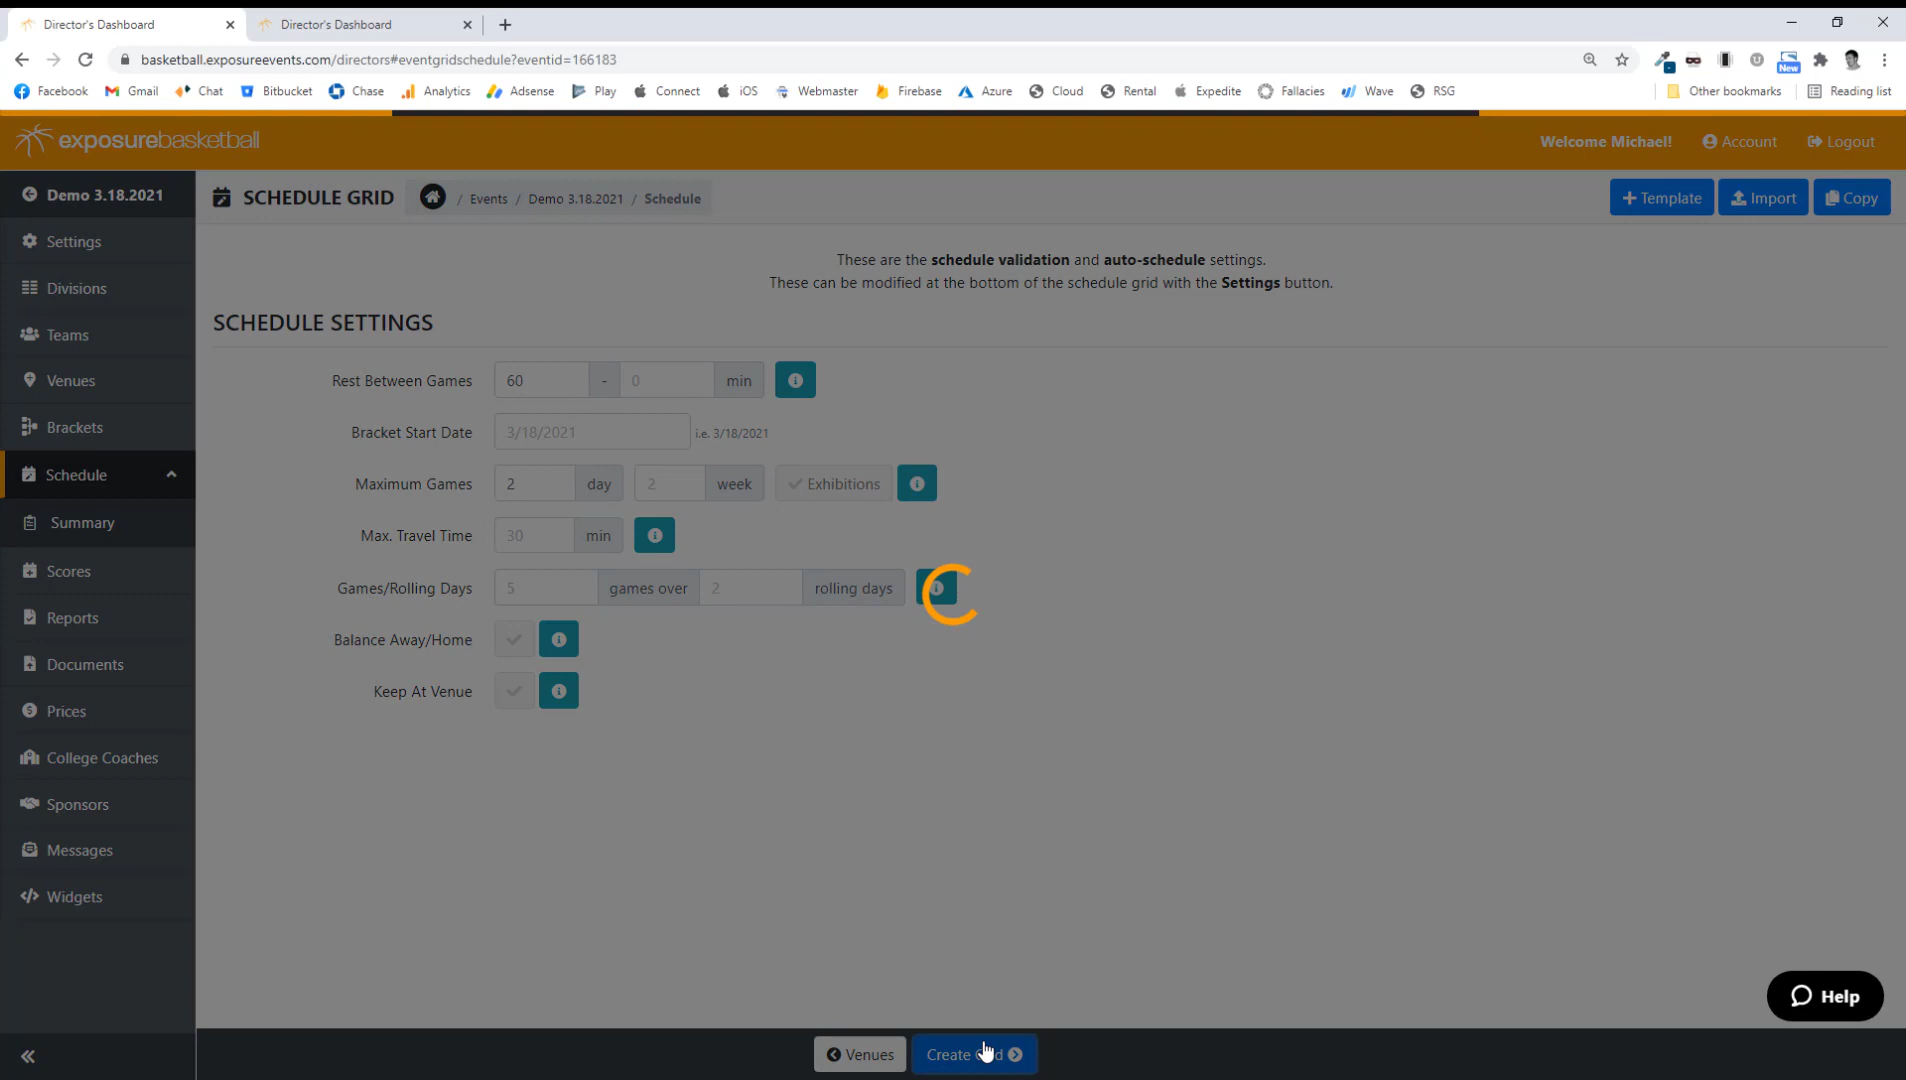 Director's Dashboard
Director's Dashboard
basketball.exposureevents.com/directors#eventgridschedule?eventid=166183
Facebook Gmail Chat Bitbucket Chase Analytics Adsense Play Connect iOS Webmaster Firebase Azure Cloud Rental Expedite Fallacies Wave RSG Other bookmarks Reading list
New
exposurebasketball
Welcome Michael! Account Logout
Demo 3.18.2021
SCHEDULE GRID / Events / Demo 3.18.2021 / Schedule
Template Import Copy
Settings
Divisions
Teams
Venues
Brackets
Schedule
Summary
Scores
Reports
Documents
Prices
College Coaches
Sponsors
Messages
Widgets
These are the schedule validation and auto-schedule settings.
These can be modified at the bottom of the schedule grid with the Settings button.
SCHEDULE SETTINGS
Rest Between Games 60 - 0 min
Bracket Start Date 3/18/2021 i.e. 3/18/2021
Maximum Games 2 day 2 week Exhibitions
Max. Travel Time 30 min
Games/Rolling Days 5 games over 2 rolling days
Balance Away/Home
Keep At Venue
Help
Venues Create